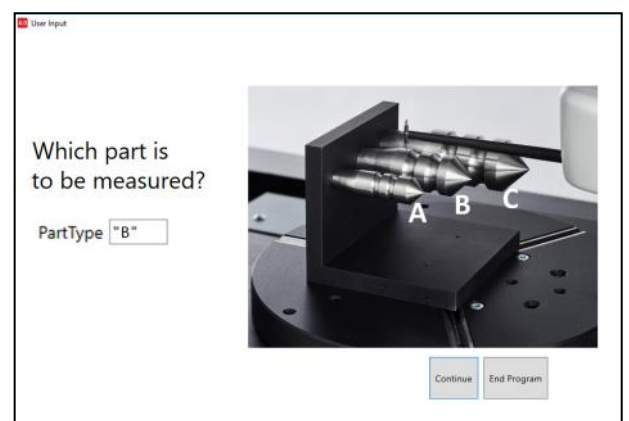 User Input
Which part is
to be measured?
PartType "B"
A B C
Continue End Program